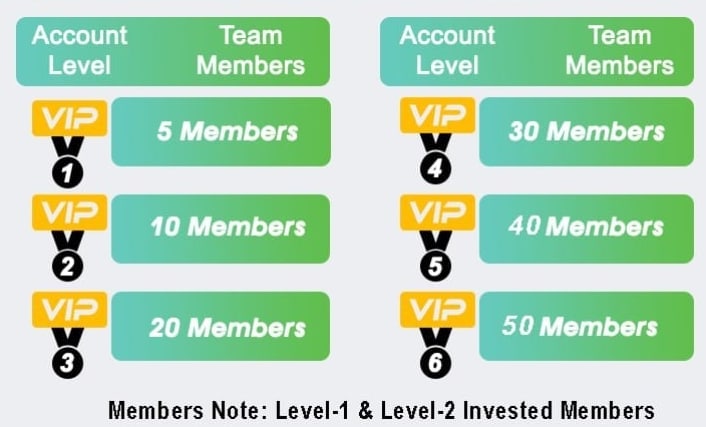 Account Level
Team Members
VIP 1
5 Members
VIP 2
10 Members
VIP 3
20 Members
Account Level
Team Members
VIP 4
30 Members
VIP 5
40 Members
VIP 6
50 Members
Members Note: Level-1 & Level-2 Invested Members